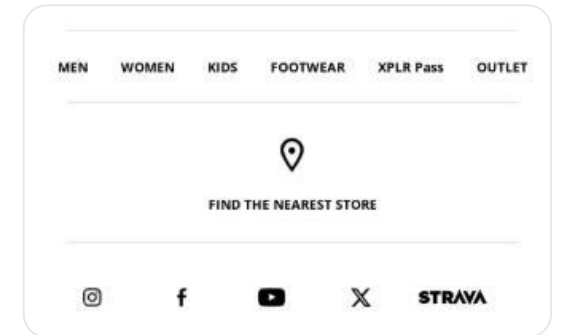 MEN WOMEN KIDS FOOTWEAR XPLR Pass OUTLET
FIND THE NEAREST STORE
STRAVA